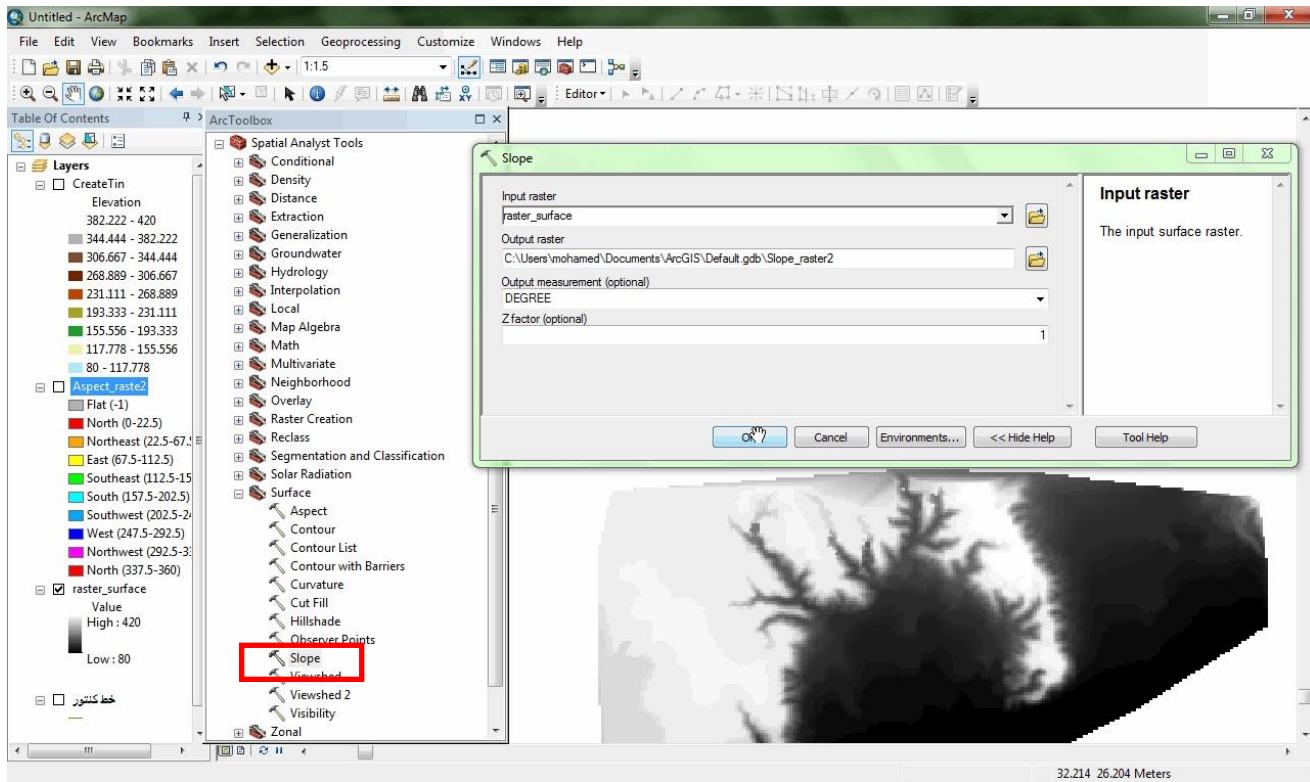 Untitled - ArcMap
File Edit View Bookmarks Insert Selection Geoprocessing Customize Windows Help
1:1.5
Editor
Table Of Contents
Layers
CreateTin
Elevation
382.222 - 420
344.444 - 382.222
306.667 - 344.444
268.889 - 306.667
231.111 - 268.889
193.333 - 231.111
155.556 - 193.333
117.778 - 155.556
80 - 117.778
Aspect_raste2
Flat (-1)
North (0-22.5)
Northeast (22.5-67.5
East (67.5-112.5)
Southeast (112.5-15
South (157.5-202.5)
Southwest (202.5-24
West (247.5-292.5)
Northwest (292.5-33
North (337.5-360)
raster_surface
Value
High : 420
Low : 80
خط كنتور
ArcToolbox
Spatial Analyst Tools
Conditional
Density
Distance
Extraction
Generalization
Groundwater
Hydrology
Interpolation
Local
Map Algebra
Math
Multivariate
Neighborhood
Overlay
Raster Creation
Reclass
Segmentation and Classification
Solar Radiation
Surface
Aspect
Contour
Contour List
Contour with Barriers
Curvature
Cut Fill
Hillshade
Observer Points
Slope
Viewshed
Viewshed 2
Visibility
Zonal
Slope
Input raster
raster_surface
Output raster
C:\Users\mohamed\Documents\ArcGIS\Default.gdb\Slope_raster2
Output measurement (optional)
DEGREE
Z factor (optional)
1
OK Cancel Environments... << Hide Help Tool Help
Input raster
The input surface raster.
32.214 26.204 Meters